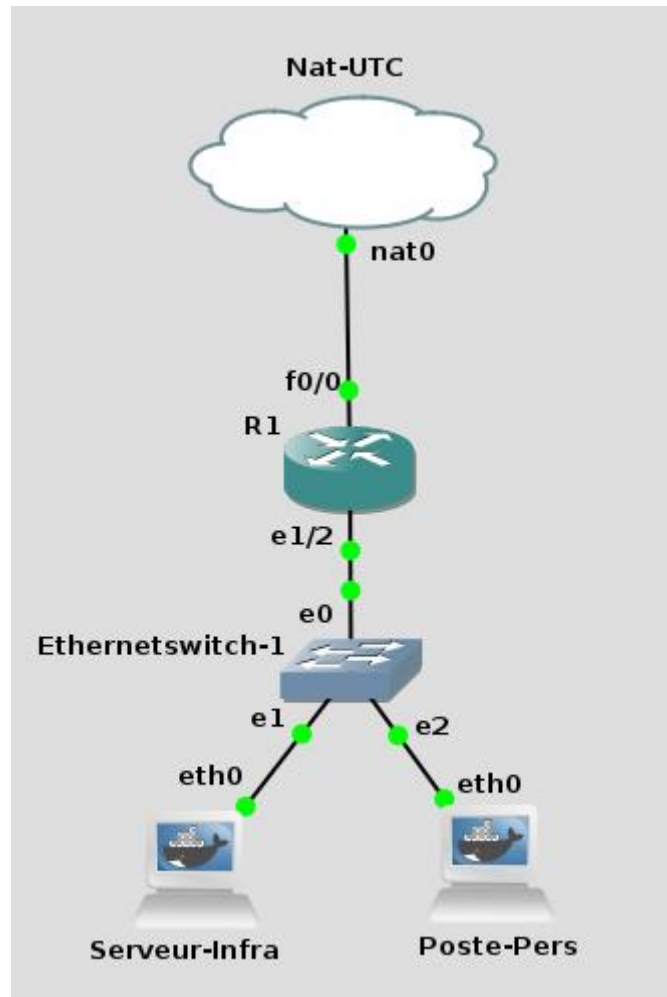 Nat-UTC
nat0
f0/0
R1
e1/2
e0
Ethernetswitch-1
e1
e2
eth0
eth0
Serveur-Infra
Poste-Pers